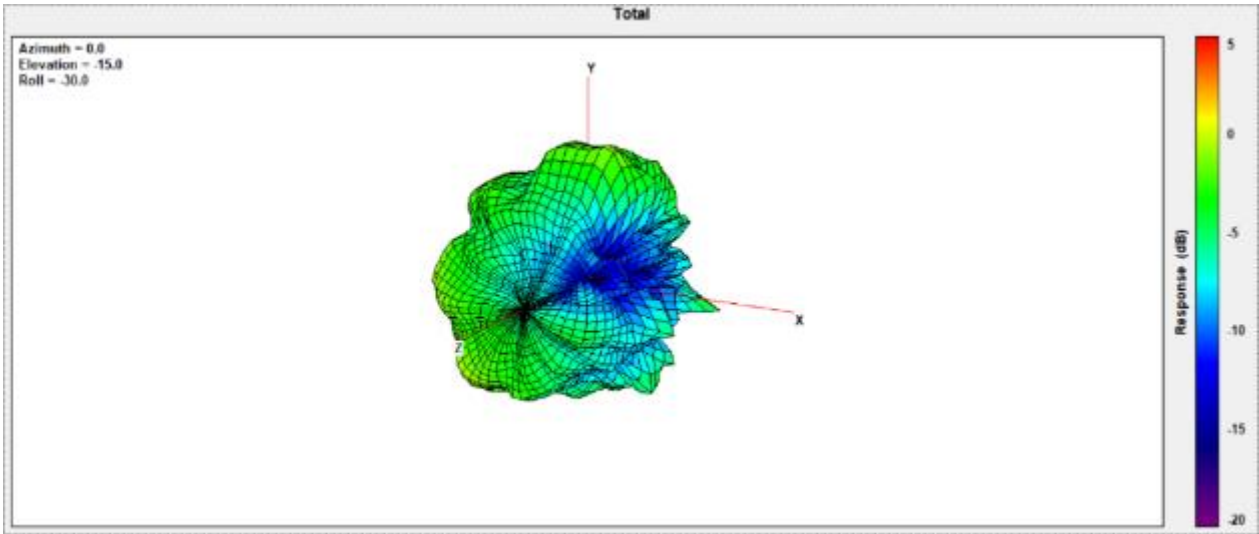 Total
Azimuth = 0.0
Elevation = -15.0
Roll = -30.0
Y
X
Z
5
0
-5
-10
-15
-20
Response (dB)